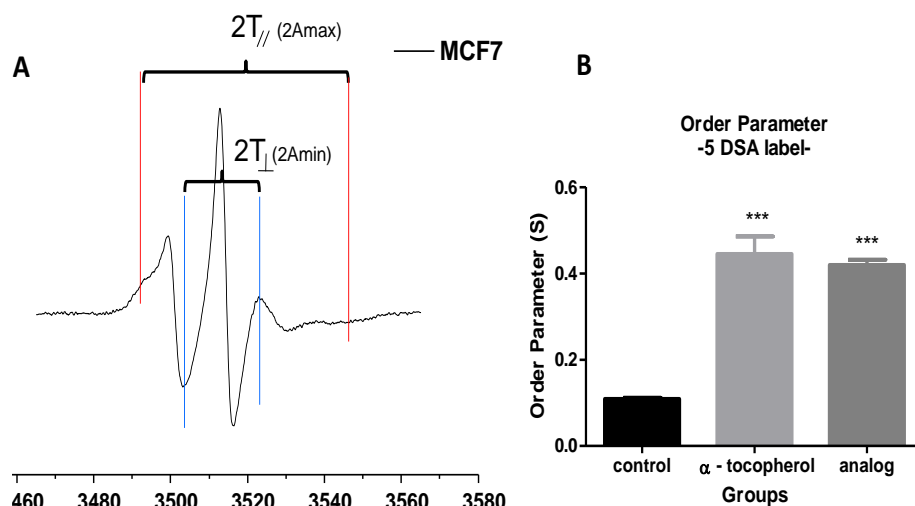 A
2T// (2Amax)
MCF7
2T⊥ (2Amin)
460 3480 3500 3520 3540 3560 3580
B
Order Parameter
-5 DSA label-
Order Parameter (S)
0.6
0.4
0.2
0.0
***
***
control α - tocopherol analog
Groups